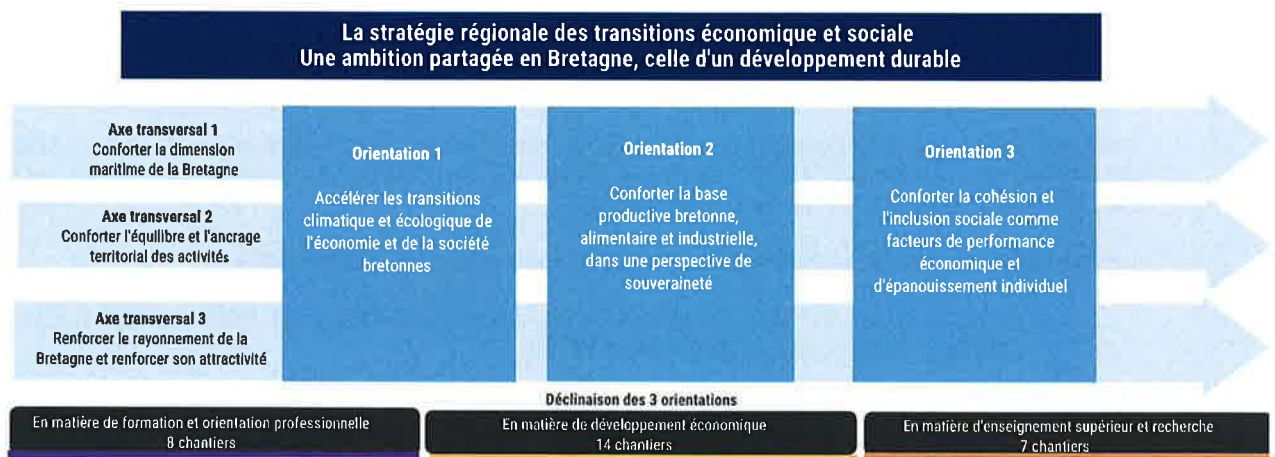 La stratégie régionale des transitions économique et sociale
Une ambition partagée en Bretagne, celle d'un développement durable
Axe transversal 1
Conforter la dimension
maritime de la Bretagne
Axe transversal 2
Conforter l'équilibre et l'ancrage
territorial des activités
Axe transversal 3
Renforcer le rayonnement de la
Bretagne et renforcer son attractivité
Orientation 1
Accélérer les transitions
climatique et écologique de
l'économie et de la société
bretonnes
Orientation 2
Conforter la base
productive bretonne,
alimentaire et industrielle,
dans une perspective de
souveraineté
Orientation 3
Conforter la cohésion et
l'inclusion sociale comme
facteurs de performance
économique et
d'épanouissement individuel
Déclinaison des 3 orientations
En matière de formation et orientation professionnelle
8 chantiers
En matière de développement économique
14 chantiers
En matière d'enseignement supérieur et recherche
7 chantiers